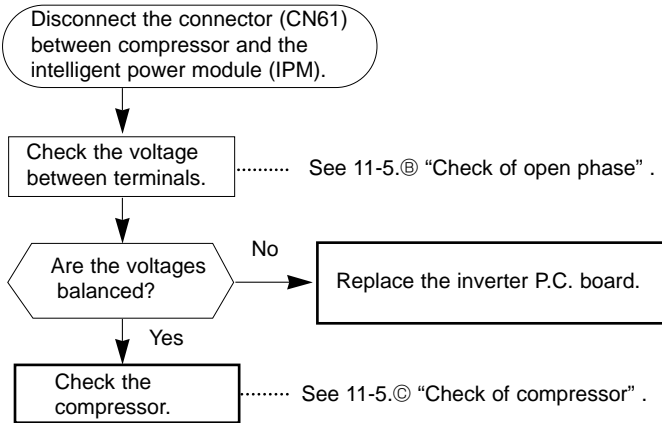 Disconnect the connector (CN61)
between compressor and the
intelligent power module (IPM).
Check the voltage
between terminals.
See 11-5.Ⓑ “Check of open phase” .
Are the voltages
balanced?
No
Replace the inverter P.C. board.
Yes
Check the
compressor.
See 11-5.Ⓒ “Check of compressor” .